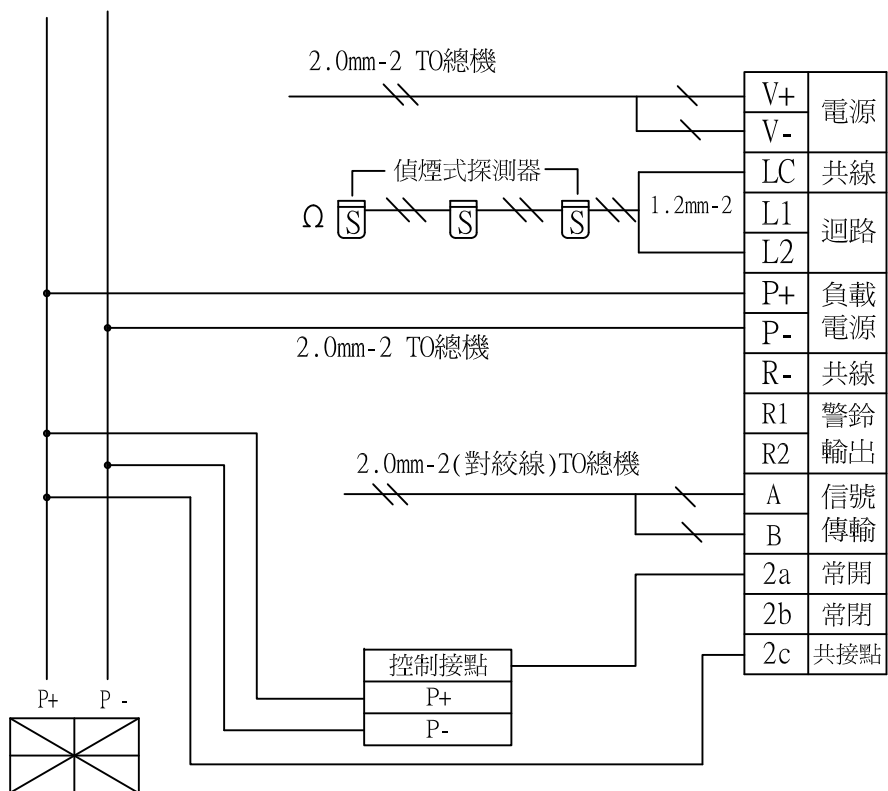 2.0mm-2 TO總機
V+
V-
電源
偵煙式探測器
LC
共線
Ω
S
S
S
1.2mm-2
L1
L2
迴路
P+
P-
負載
電源
2.0mm-2 TO總機
R-
共線
R1
R2
警鈴
輸出
2.0mm-2(對絞線)TO總機
A
B
信號
傳輸
2a
常開
2b
常閉
2c
共接點
控制接點
P+
P-
P+
P -